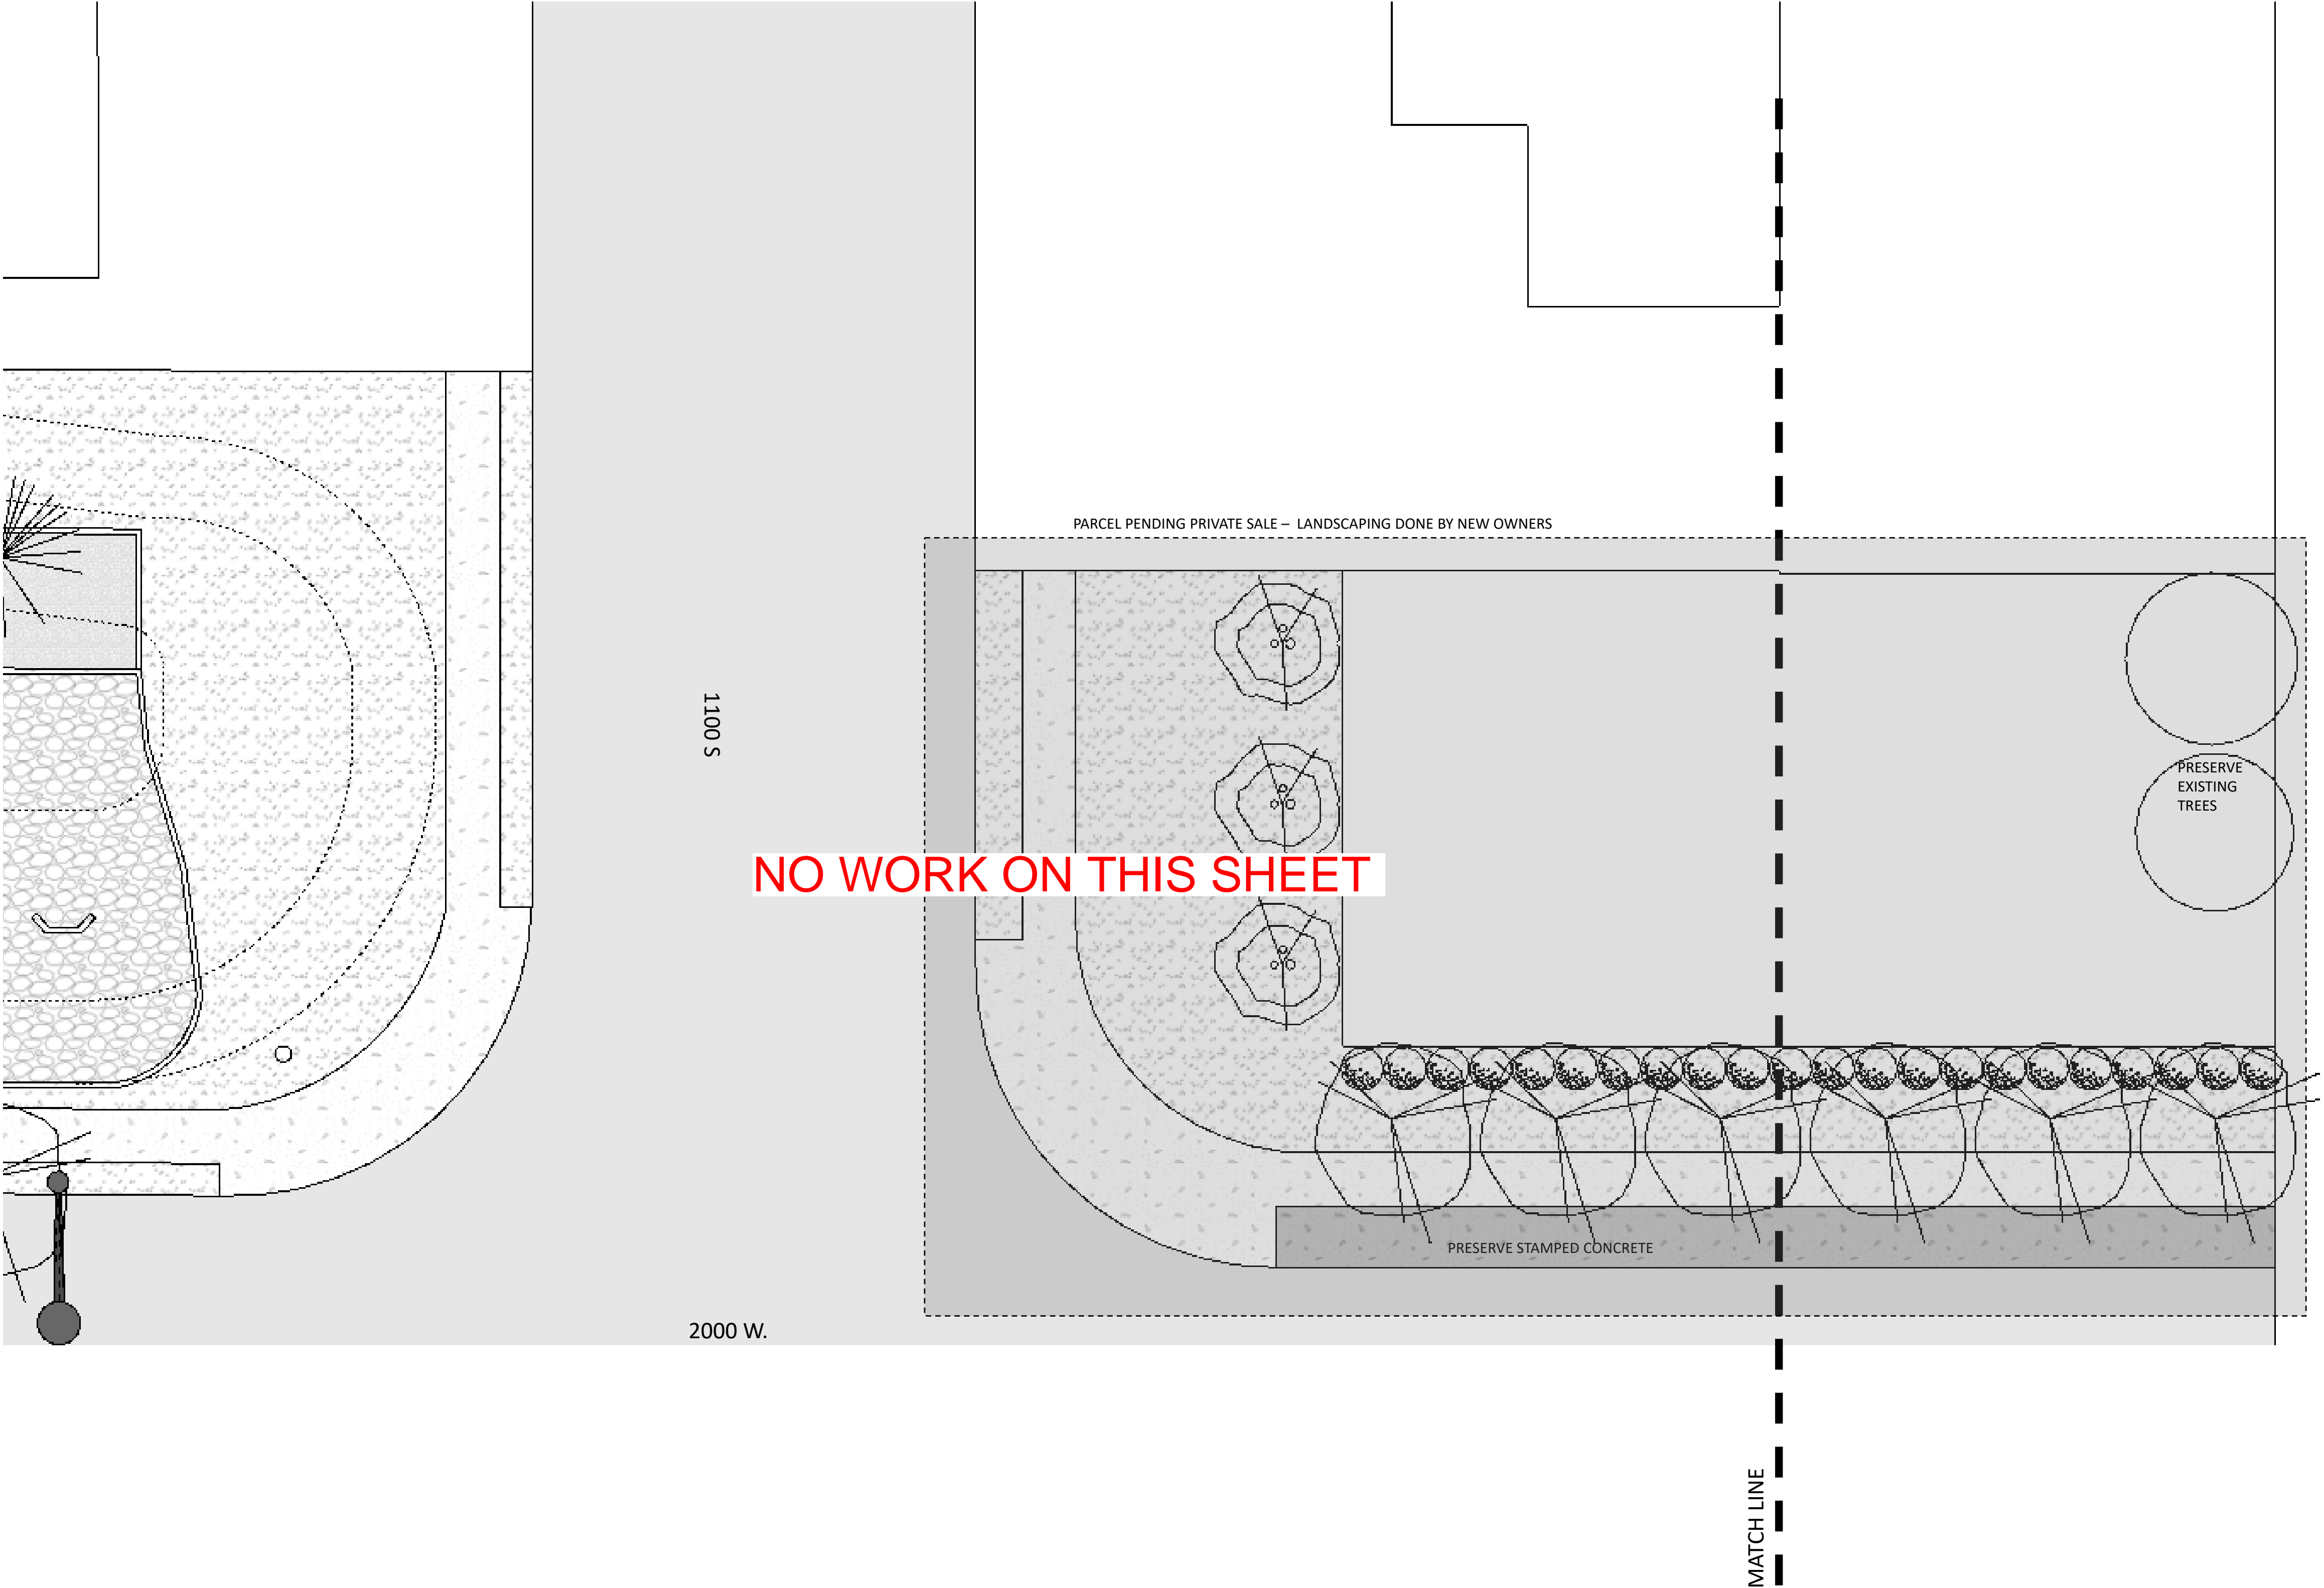 PARCEL PENDING PRIVATE SALE – LANDSCAPING DONE BY NEW OWNERS
1100 S
PRESERVE
EXISTING
TREES
NO WORK ON THIS SHEET
PRESERVE STAMPED CONCRETE
2000 W.
MATCH LINE